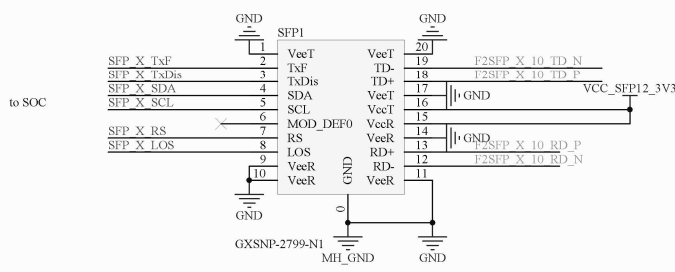 GND
GND
SFP1
1 VeeT VeeT 20
SFP_X_TxF 2 TxF TD- 19 F2SFP_X_10_TD_N
SFP_X_TxDis 3 TxDis TD+ 18 F2SFP_X_10_TD_P
SFP_X_SDA 4 SDA VeeT 17 GND VCC_SFP12_3V3
to SOC
SFP_X_SCL 5 SCL VccT 16
6 MOD_DEF0 VccR 15
SFP_X_RS 7 RS VeeR 14 GND
SFP_X_LOS 8 LOS RD+ 13 F2SFP_X_10_RD_P
9 VeeR RD- 12 F2SFP_X_10_RD_N
10 VeeR GND VeeR 11
0
GND
GXSNP-2799-N1
MH_GND
GND